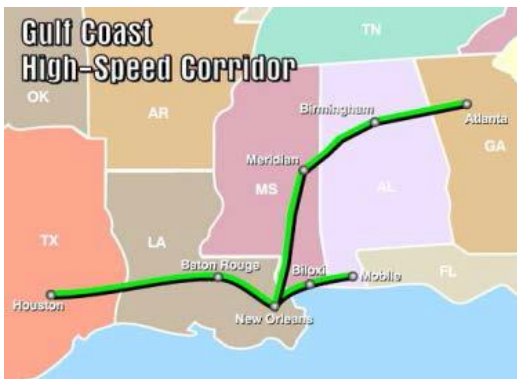 Gulf Coast
High-Speed Corridor
TN
OK
AR
Birmingham
Atlanta
GA
Meridian
MS
AL
TX
LA
Baton Rouge
Biloxi
Mobile
FL
Houston
New Orleans